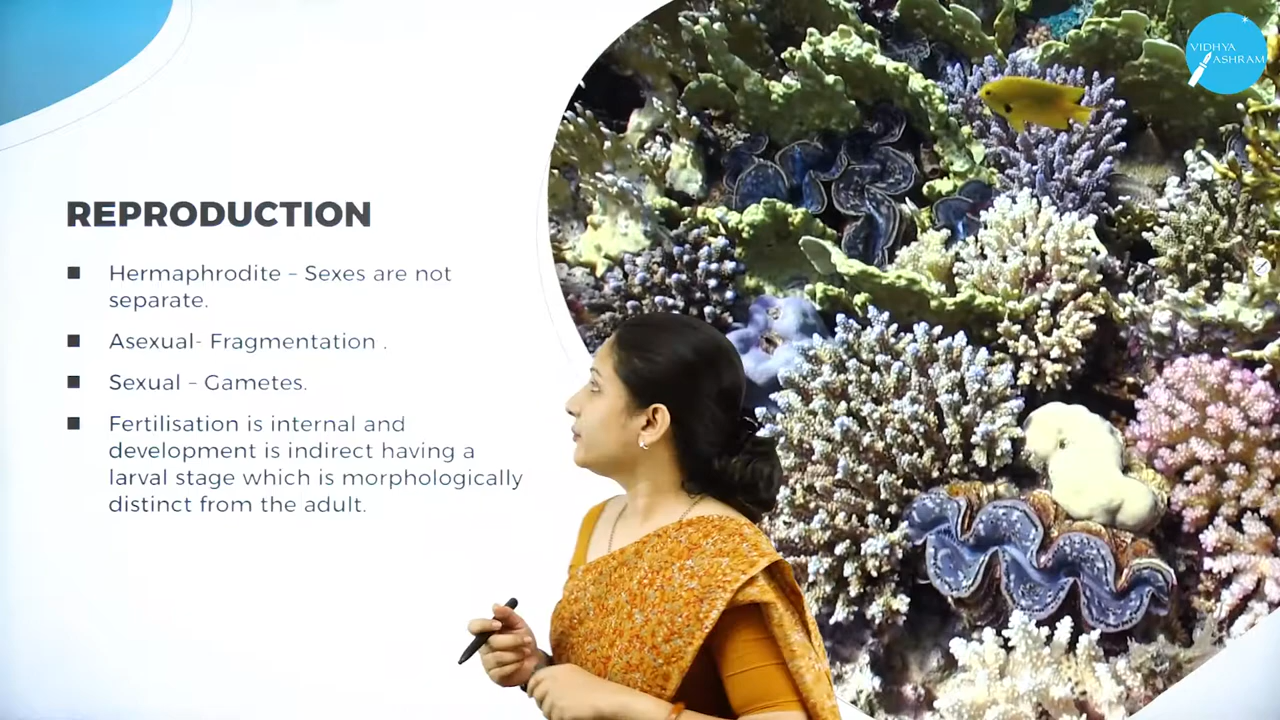 VIDHYA
ASHRAM
REPRODUCTION
Hermaphrodite – Sexes are not
separate.
Asexual- Fragmentation .
Sexual – Gametes.
Fertilisation is internal and
development is indirect having a
larval stage which is morphologically
distinct from the adult.